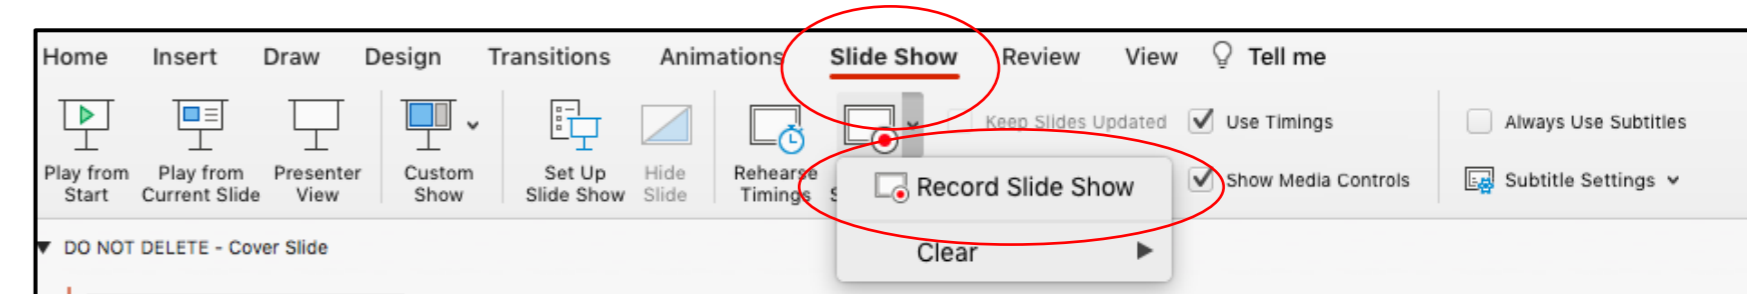 Home Insert Draw Design Transitions Animations Slide Show Review View Tell me
Keep Slides Updated Use Timings Always Use Subtitles
Play from Play from Presenter Custom Set Up Hide Rehearse
Start Current Slide View Show Slide Show Slide Timings S
Record Slide Show Show Media Controls Subtitle Settings
DO NOT DELETE - Cover Slide
Clear